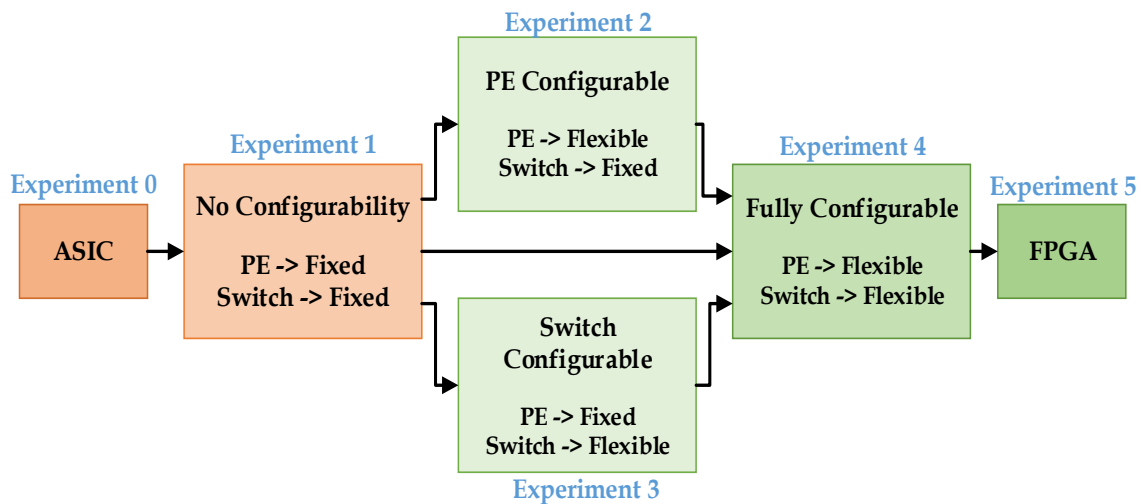 Experiment 0
ASIC
Experiment 1
No Configurability
PE -> Fixed
Switch -> Fixed
Experiment 2
PE Configurable
PE -> Flexible
Switch -> Fixed
Switch
Configurable
PE -> Fixed
Switch -> Flexible
Experiment 3
Experiment 4
Fully Configurable
PE -> Flexible
Switch -> Flexible
Experiment 5
FPGA